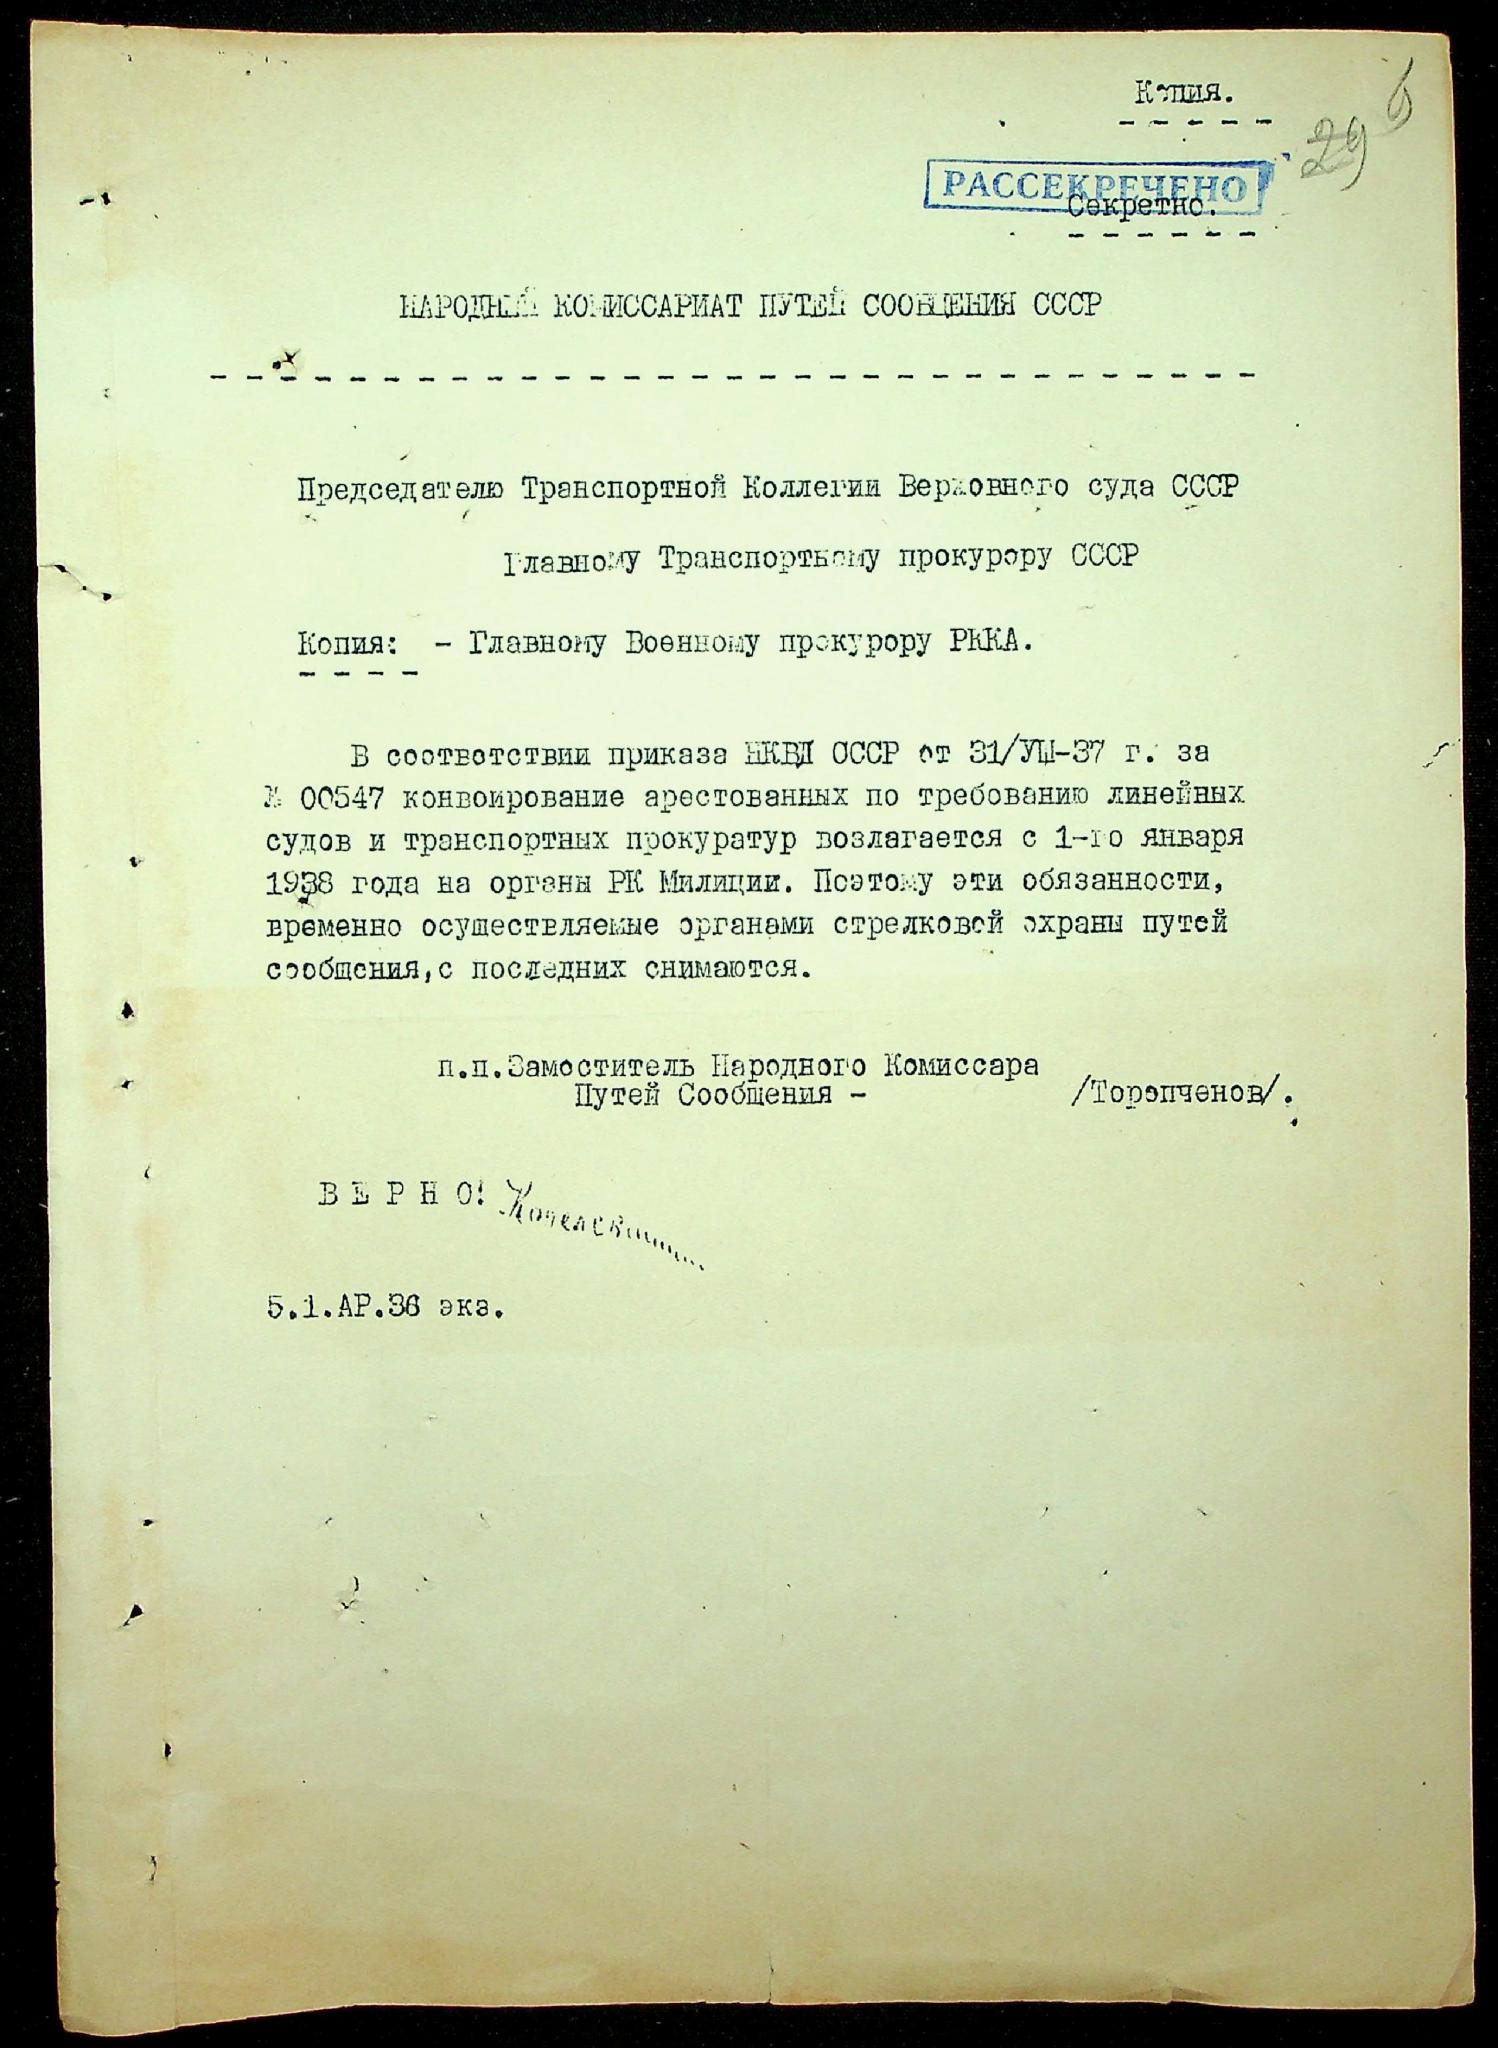 Копия.
29 6
РАССЕКРЕЧЕНО
Секретно.
НАРОДНЫЙ КОМИССАРИАТ ПУТЕЙ СООБЩЕНИЯ СССР
Председателю Транспортной Коллегии Верховного суда СССР
Главному Транспортному прокурору СССР
Копия: - Главному Военному прокурору РККА.
В соответствии приказа НКВД СССР от 31/УШ-37 г. за
№ 00547 конвоирование арестованных по требованию линейных
судов и транспортных прокуратур возлагается с 1-го января
1938 года на органы РК Милиции. Поэтому эти обязанности,
временно осуществляемые органами стрелковой охраны путей
сообщения, с последних снимаются.
п.п. Заместитель Народного Комиссара
Путей Сообщения - /Торопченов/.
ВЕРНО!
5.1.АР.36 экз.